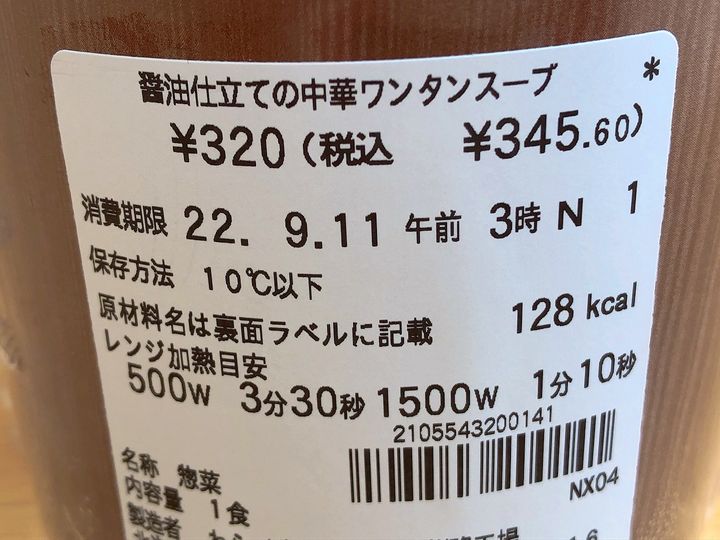 醤油仕立ての中華ワンタンスープ *
¥320(税込 ¥345.60)
消費期限 22. 9.11 午前 3時 N 1
保存方法 10℃以下
原材料名は裏面ラベルに記載 128 kcal
レンジ加熱目安
500W 3分30秒 1500W 1分10秒
2105543200141
名称 惣菜 NX04
内容量 1食
製造者